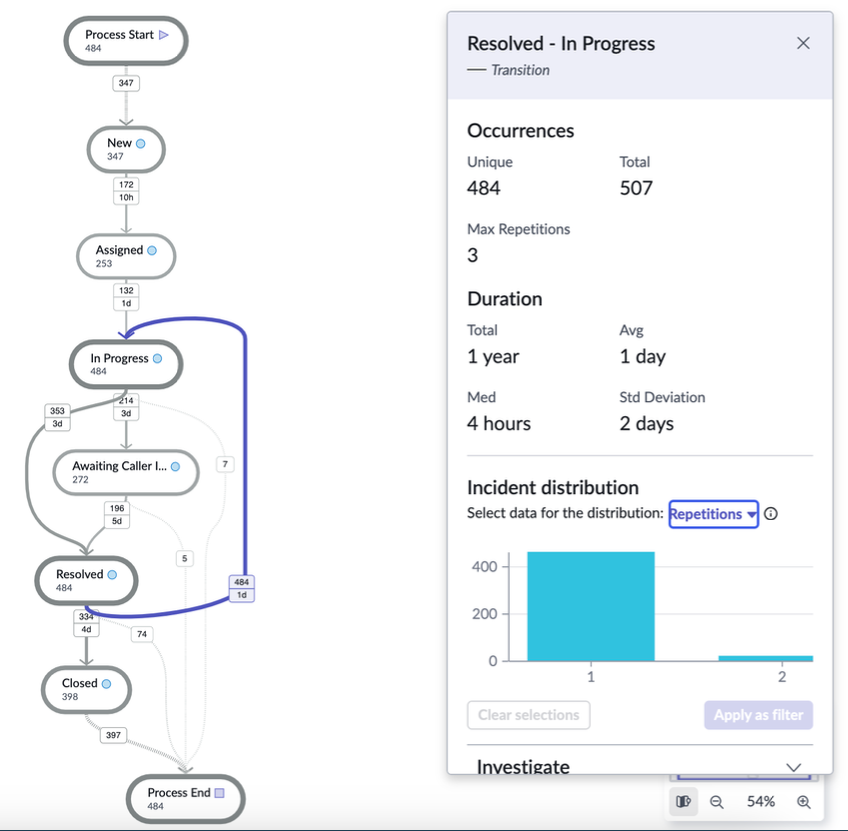 Process Start
484
347
New
347
172
10h
Assigned
253
132
1d
In Progress
484
353
3d
214
3d
7
Awaiting Caller I...
272
196
5d
5
Resolved
484
484
1d
334
4d
74
Closed
398
397
Process End
484
Resolved - In Progress
Transition
Occurrences
Unique Total
484 507
Max Repetitions
3
Duration
Total Avg
1 year 1 day
Med Std Deviation
4 hours 2 days
Incident distribution
Select data for the distribution: Repetitions
400
200
0
1 2
Clear selections Apply as filter
Investigate
54%